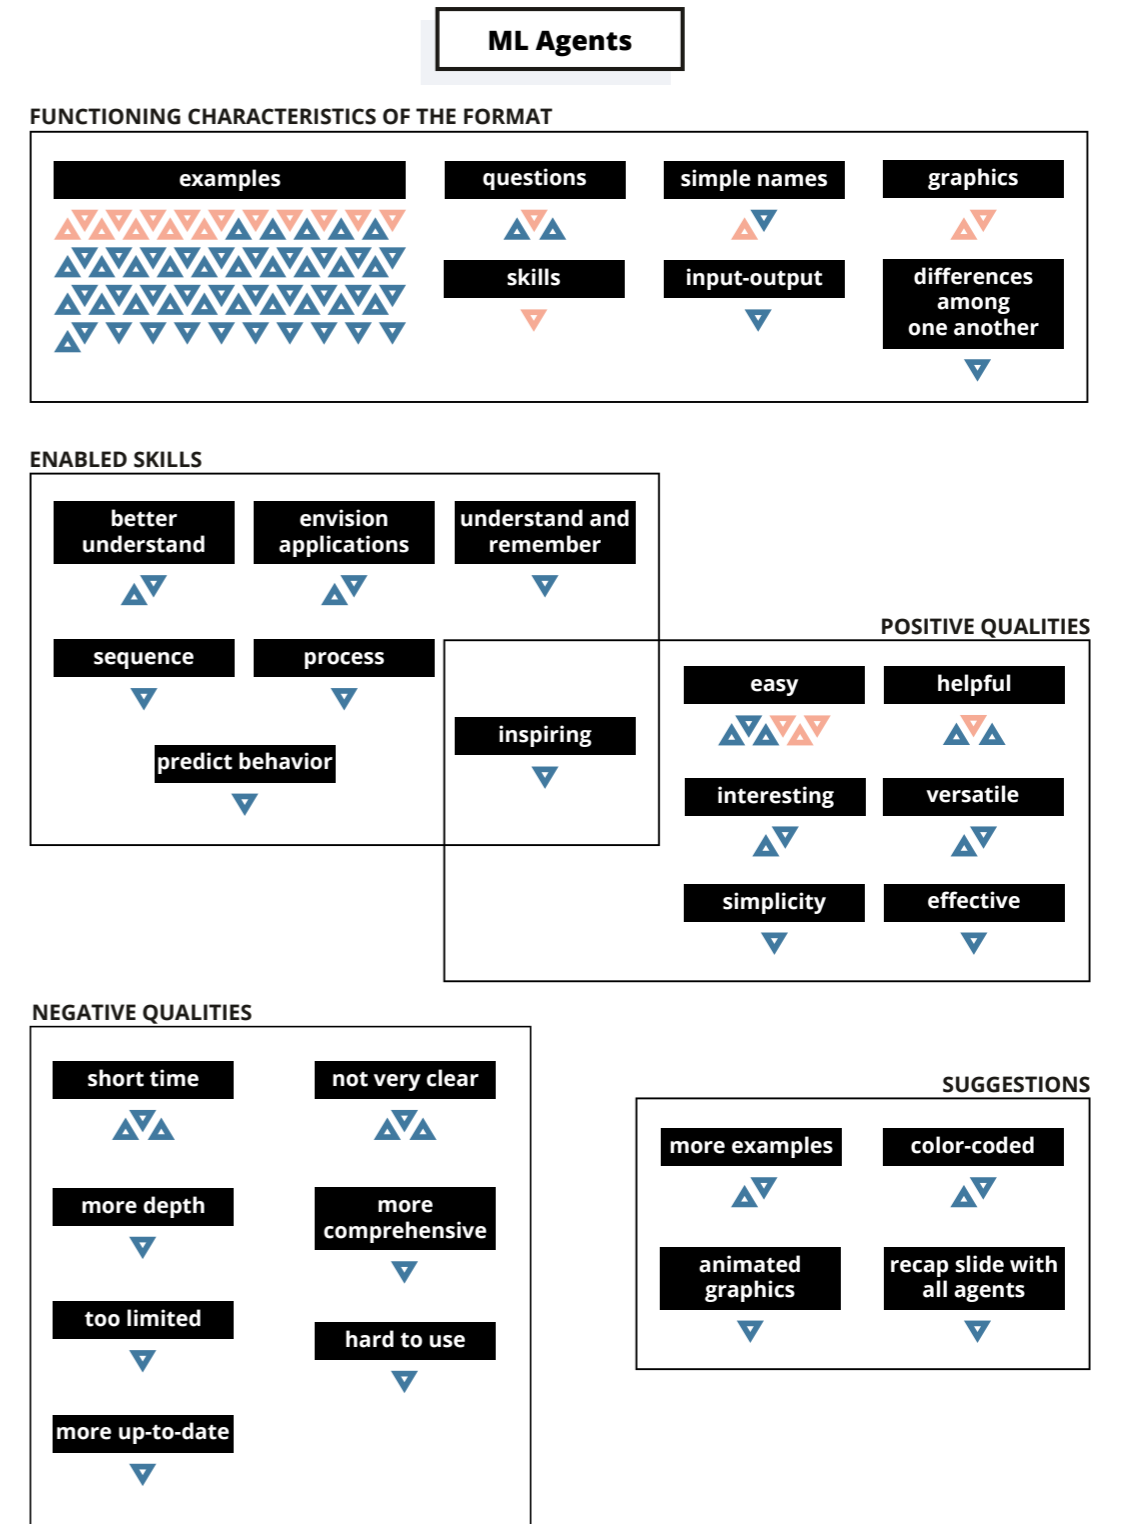 ML Agents
FUNCTIONING CHARACTERISTICS OF THE FORMAT
examples
questions
simple names
graphics
skills
input-output
differences
among
one another
ENABLED SKILLS
better
understand
envision
applications
understand and
remember
sequence
process
predict behavior
inspiring
POSITIVE QUALITIES
easy
helpful
interesting
versatile
simplicity
effective
NEGATIVE QUALITIES
short time
not very clear
more depth
more
comprehensive
too limited
hard to use
more up-to-date
SUGGESTIONS
more examples
color-coded
animated
graphics
recap slide with
all agents